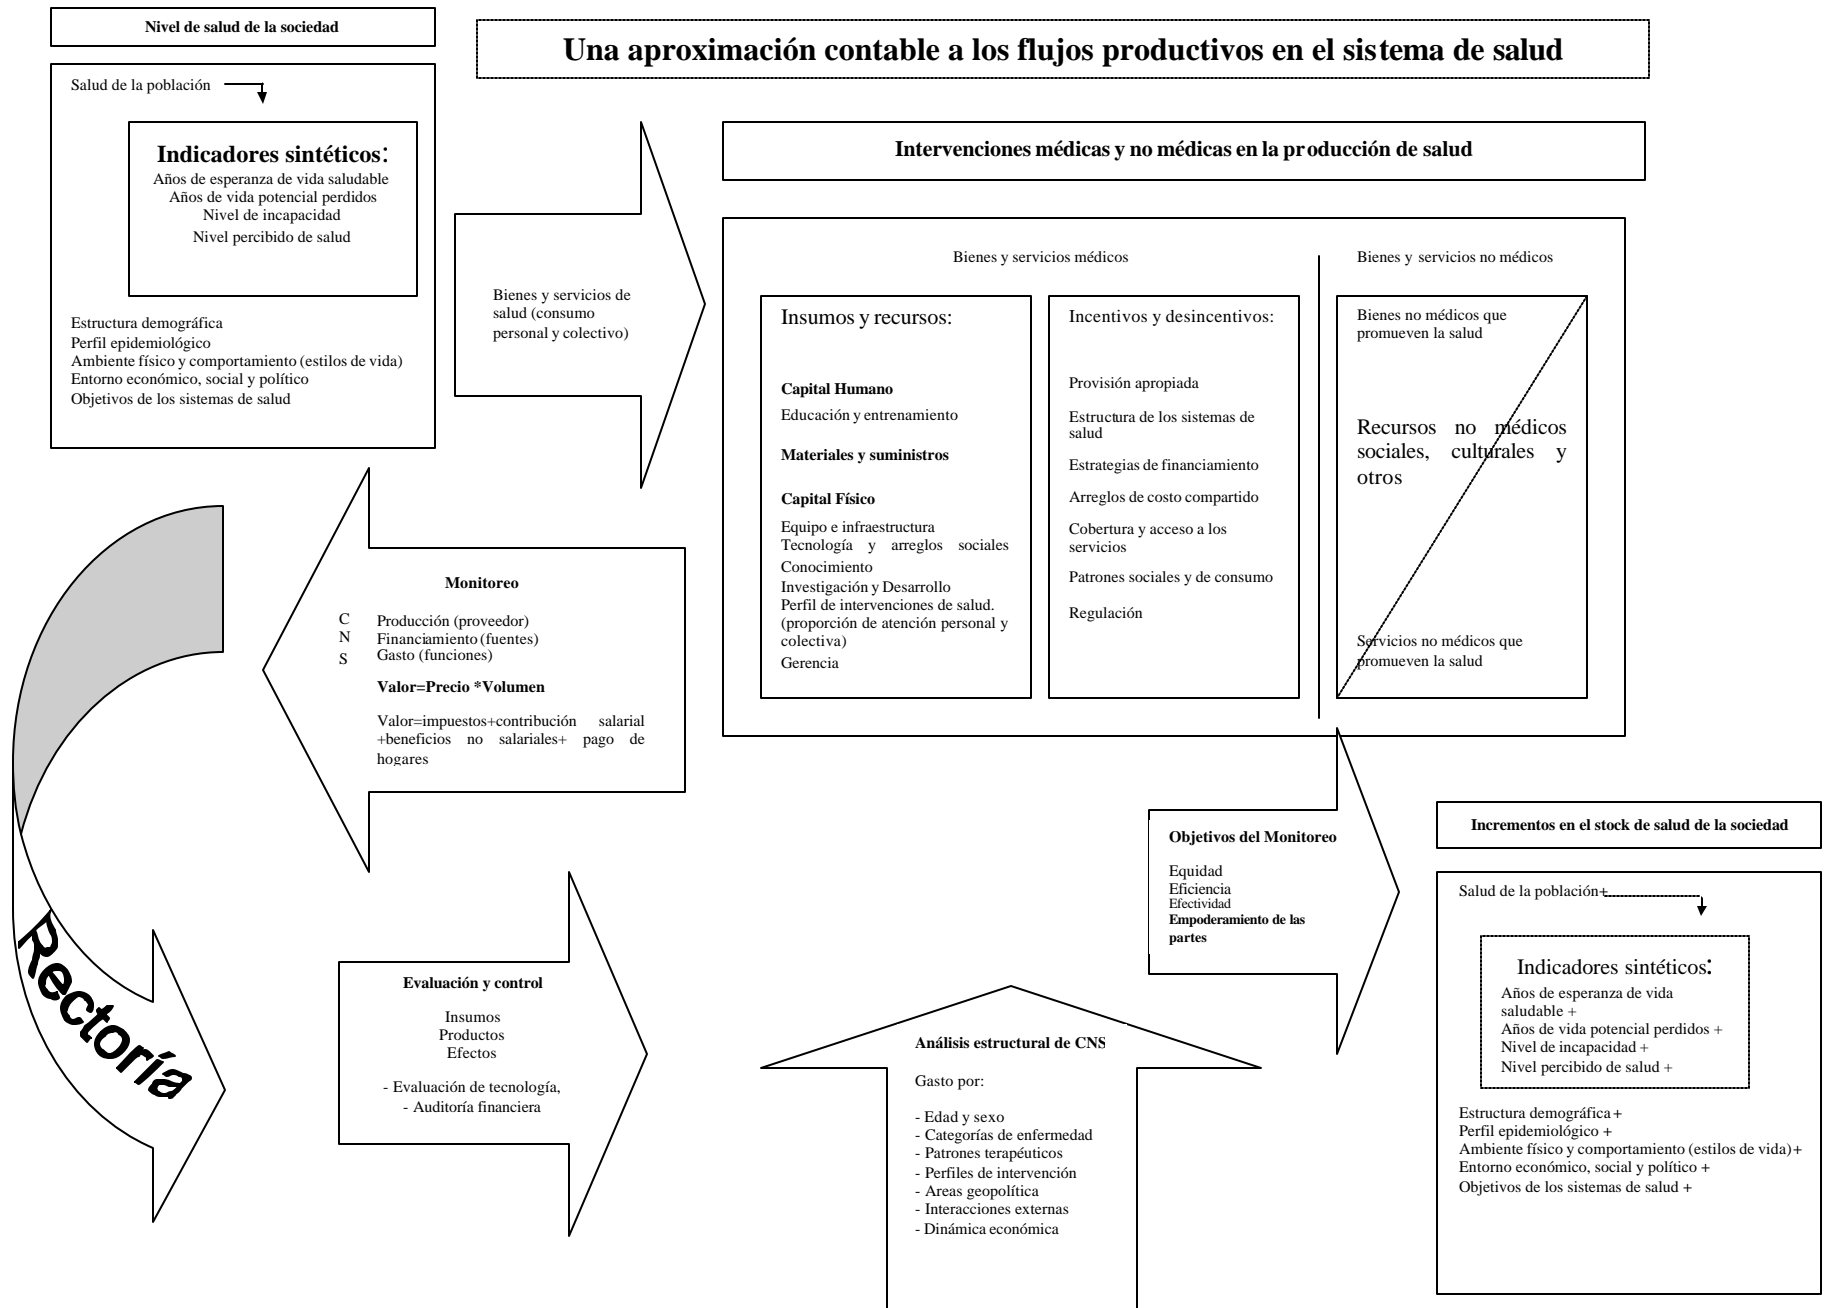 Nivel de salud de la sociedad
Una aproximación contable a los flujos productivos en el sistema de salud
Salud de la población
Indicadores sintéticos:
Años de esperanza de vida saludable
Años de vida potencial perdidos
Nivel de incapacidad
Nivel percibido de salud
Estructura demográfica
Perfil epidemiológico
Ambiente físico y comportamiento (estilos de vida)
Entorno económico, social y político
Objetivos de los sistemas de salud
Bienes y servicios de
salud (consumo
personal y colectivo)
Intervenciones médicas y no médicas en la producción de salud
Bienes y servicios médicos
Insumos y recursos:
Capital Humano
Educación y entrenamiento
Materiales y suministros
Capital Físico
Equipo e infraestructura
Tecnología y arreglos sociales
Conocimiento
Investigación y Desarrollo
Perfil de intervenciones de salud.
(proporción de atención personal y
colectiva)
Gerencia
Incentivos y desincentivos:
Provisión apropiada
Estructura de los sistemas de
salud
Estrategias de financiamiento
Arreglos de costo compartido
Cobertura y acceso a los
servicios
Patrones sociales y de consumo
Regulación
Bienes y servicios no médicos
Bienes no médicos que
promueven la salud
Recursos no médicos
sociales, culturales y
otros
Servicios no médicos que
promueven la salud
Monitoreo
C Producción (proveedor)
N Financiamiento (fuentes)
S Gasto (funciones)
Valor=Precio *Volumen
Valor=impuestos+contribución salarial
+beneficios no salariales+ pago de
hogares
Rectoría
Evaluación y control
Insumos
Productos
Efectos
- Evaluación de tecnología,
- Auditoría financiera
Análisis estructural de CNS
Gasto por:
- Edad y sexo
- Categorías de enfermedad
- Patrones terapéuticos
- Perfiles de intervención
- Areas geopolítica
- Interacciones externas
- Dinámica económica
Objetivos del Monitoreo
Equidad
Eficiencia
Efectividad
Empoderamiento de las
partes
Incrementos en el stock de salud de la sociedad
Salud de la población+
Indicadores sintéticos:
Años de esperanza de vida
saludable +
Años de vida potencial perdidos +
Nivel de incapacidad +
Nivel percibido de salud +
Estructura demográfica+
Perfil epidemiológico +
Ambiente físico y comportamiento (estilos de vida)+
Entorno económico, social y político +
Objetivos de los sistemas de salud +